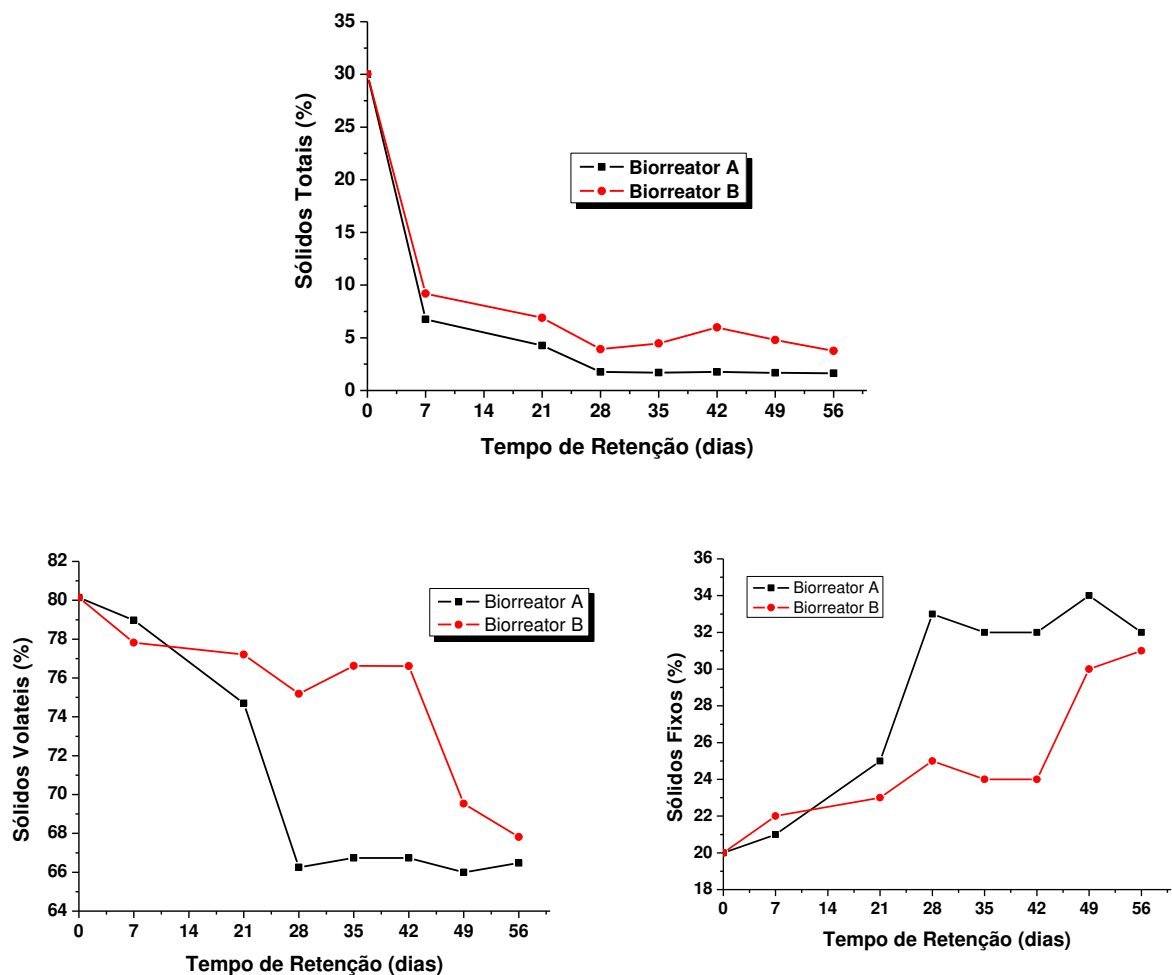 35
30
25
20
15
10
5
0
Sólidos Totais (%)
Biorreator A
Biorreator B
0 7 14 21 28 35 42 49 56
Tempo de Retenção (dias)
82
80
78
76
74
72
70
68
66
64
Sólidos Volateis (%)
Biorreator A
Biorreator B
0 7 14 21 28 35 42 49 56
Tempo de Retenção (dias)
36
34
32
30
28
26
24
22
20
18
Sólidos Fixos (%)
Biorreator A
Biorreator B
0 7 14 21 28 35 42 49 56
Tempo de Retenção (dias)